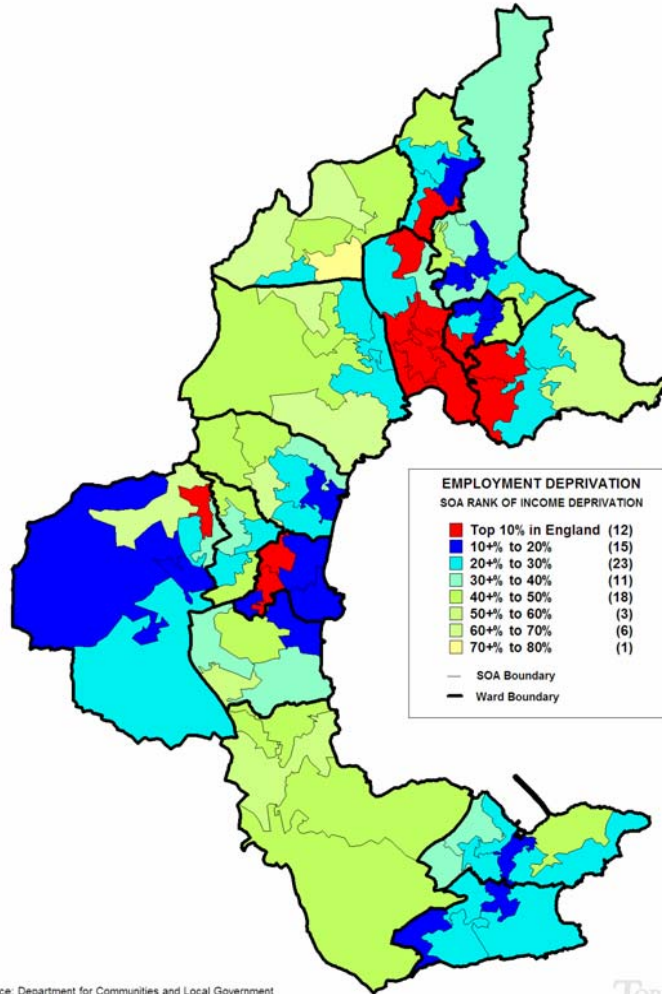 EMPLOYMENT DEPRIVATION
SOA RANK OF INCOME DEPRIVATION
Top 10% in England (12)
10+% to 20% (15)
20+% to 30% (23)
30+% to 40% (11)
40+% to 50% (18)
50+% to 60% (3)
60+% to 70% (6)
70+% to 80% (1)
SOA Boundary
Ward Boundary
ce: Department for Communities and Local Government